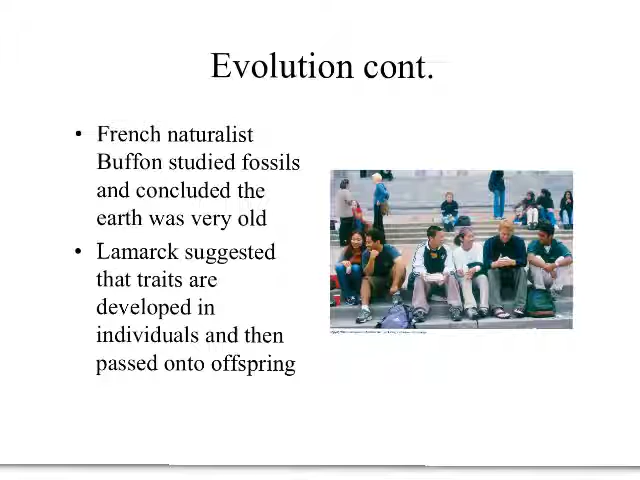 Evolution cont.
• French naturalist
Buffon studied fossils
and concluded the
earth was very old
• Lamarck suggested
that traits are
developed in
individuals and then
passed onto offspring